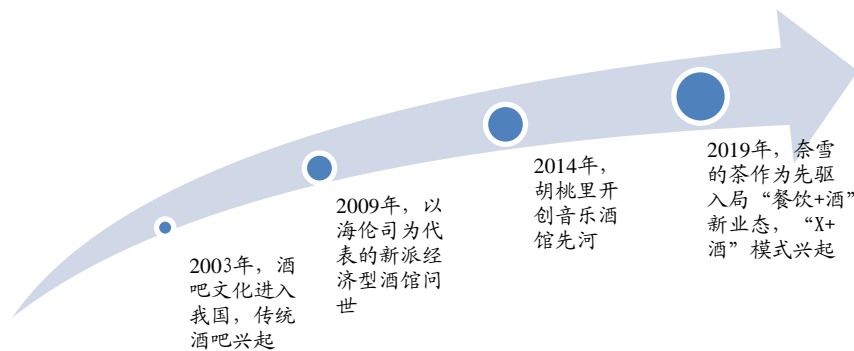 2003年，酒
吧文化进入
我国，传统
酒吧兴起
2009年，以
海伦司为代
表的新派经
济型酒馆问
世
2014年，
胡桃里开
创音乐酒
馆先河
2019年，奈雪
的茶作为先驱
入局“餐饮+酒”
新业态，“X+
酒”模式兴起